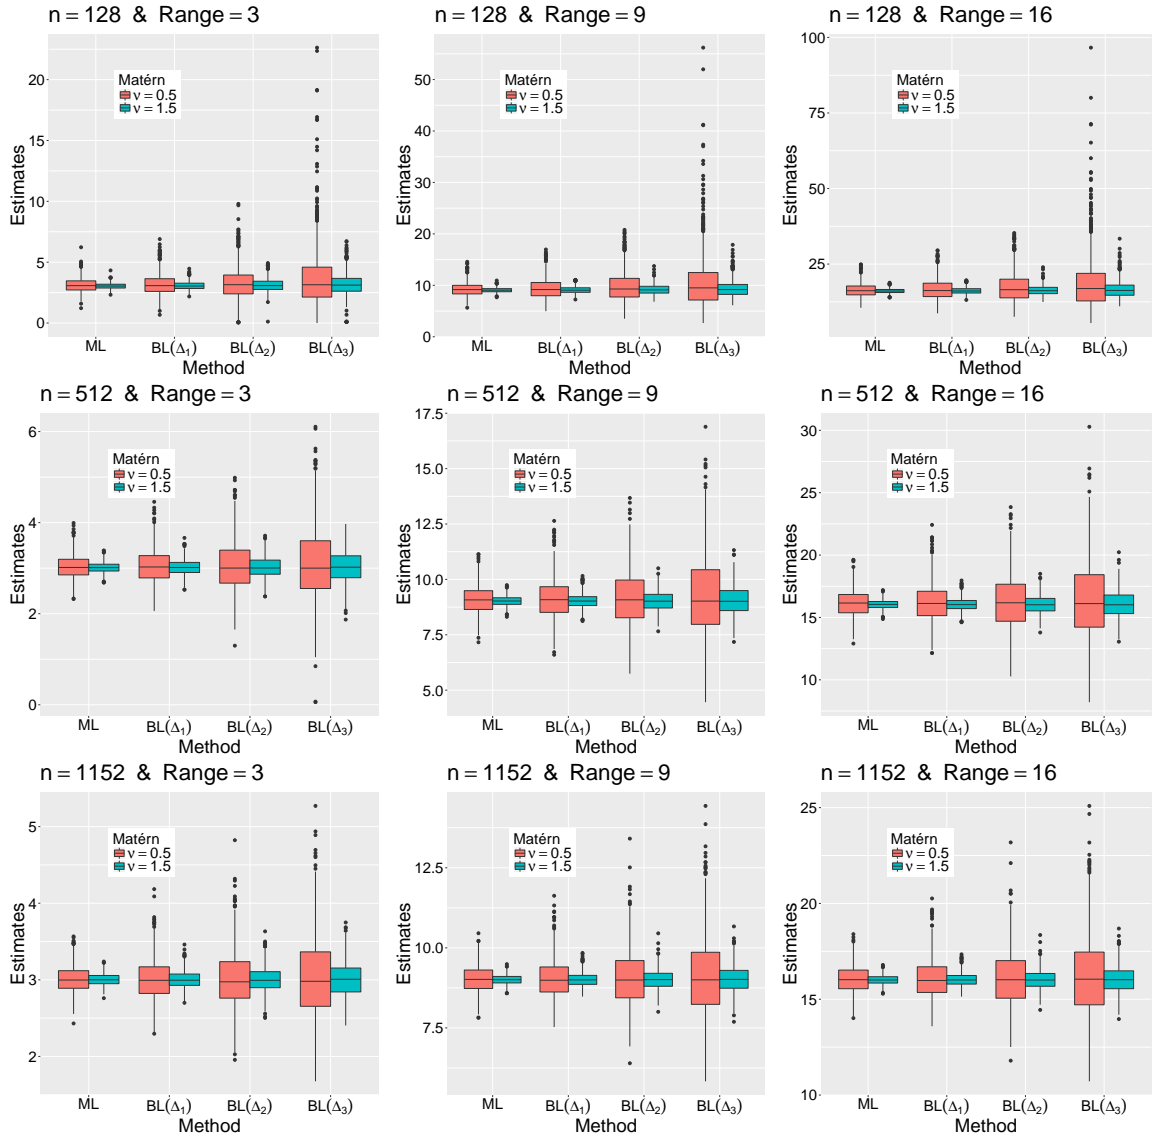 n = 128 & Range = 3
n = 128 & Range = 9
n = 128 & Range = 16
Estimates
20
15
10
5
0
Matérn
ν = 0.5
ν = 1.5
ML
BL(Δ₁)
BL(Δ₂)
BL(Δ₃)
Method
Estimates
50
40
30
20
10
0
Matérn
ν = 0.5
ν = 1.5
ML
BL(Δ₁)
BL(Δ₂)
BL(Δ₃)
Method
Estimates
100
75
50
25
Matérn
ν = 0.5
ν = 1.5
ML
BL(Δ₁)
BL(Δ₂)
BL(Δ₃)
Method
n = 512 & Range = 3
n = 512 & Range = 9
n = 512 & Range = 16
Estimates
6
4
2
0
Matérn
ν = 0.5
ν = 1.5
ML
BL(Δ₁)
BL(Δ₂)
BL(Δ₃)
Method
Estimates
17.5
15.0
12.5
10.0
7.5
5.0
Matérn
ν = 0.5
ν = 1.5
ML
BL(Δ₁)
BL(Δ₂)
BL(Δ₃)
Method
Estimates
30
25
20
15
10
Matérn
ν = 0.5
ν = 1.5
ML
BL(Δ₁)
BL(Δ₂)
BL(Δ₃)
Method
n = 1152 & Range = 3
n = 1152 & Range = 9
n = 1152 & Range = 16
Estimates
5
4
3
2
Matérn
ν = 0.5
ν = 1.5
ML
BL(Δ₁)
BL(Δ₂)
BL(Δ₃)
Method
Estimates
12.5
10.0
7.5
Matérn
ν = 0.5
ν = 1.5
ML
BL(Δ₁)
BL(Δ₂)
BL(Δ₃)
Method
Estimates
25
20
15
10
Matérn
ν = 0.5
ν = 1.5
ML
BL(Δ₁)
BL(Δ₂)
BL(Δ₃)
Method